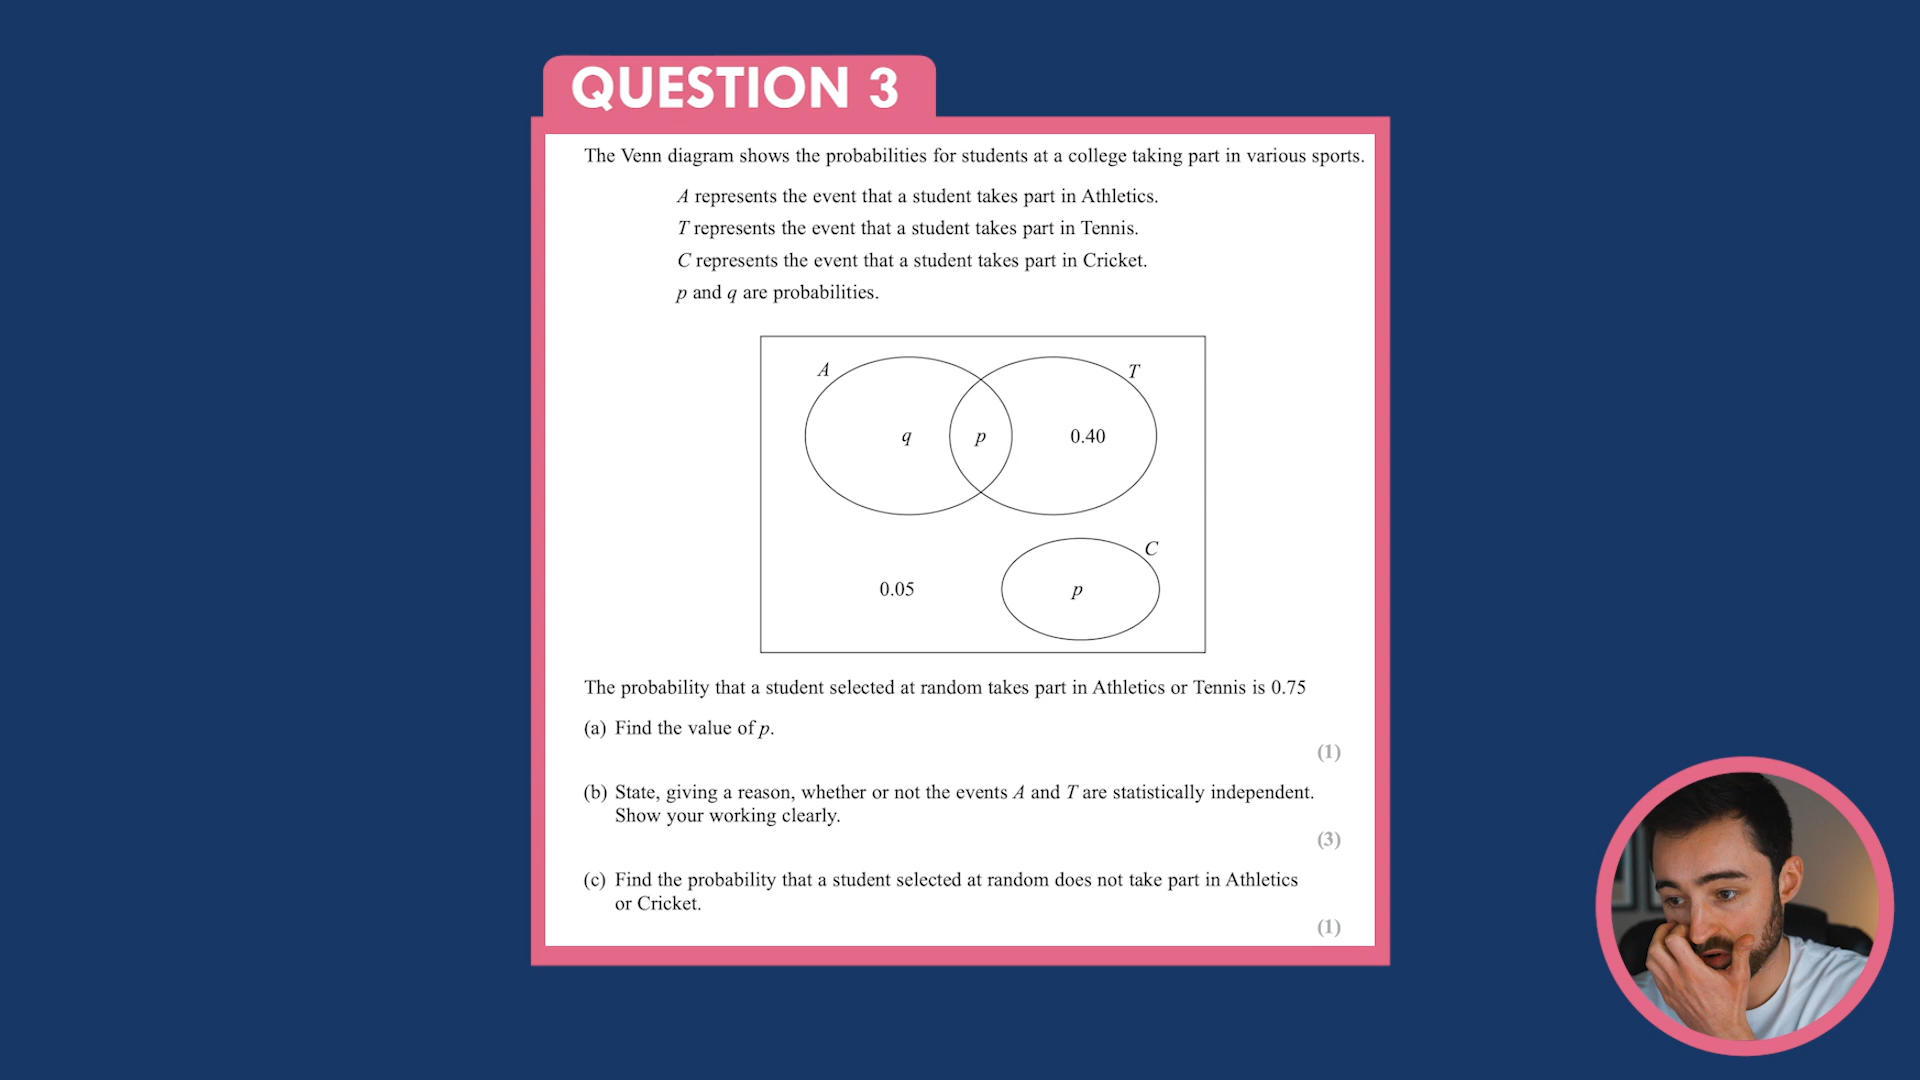 QUESTION 3
The Venn diagram shows the probabilities for students at a college taking part in various sports.
A represents the event that a student takes part in Athletics.
T represents the event that a student takes part in Tennis.
C represents the event that a student takes part in Cricket.
p and q are probabilities.
A
T
q
p
0.40
C
0.05
p
The probability that a student selected at random takes part in Athletics or Tennis is 0.75
(a) Find the value of p.
(1)
(b) State, giving a reason, whether or not the events A and T are statistically independent.
Show your working clearly.
(3)
(c) Find the probability that a student selected at random does not take part in Athletics
or Cricket.
(1)